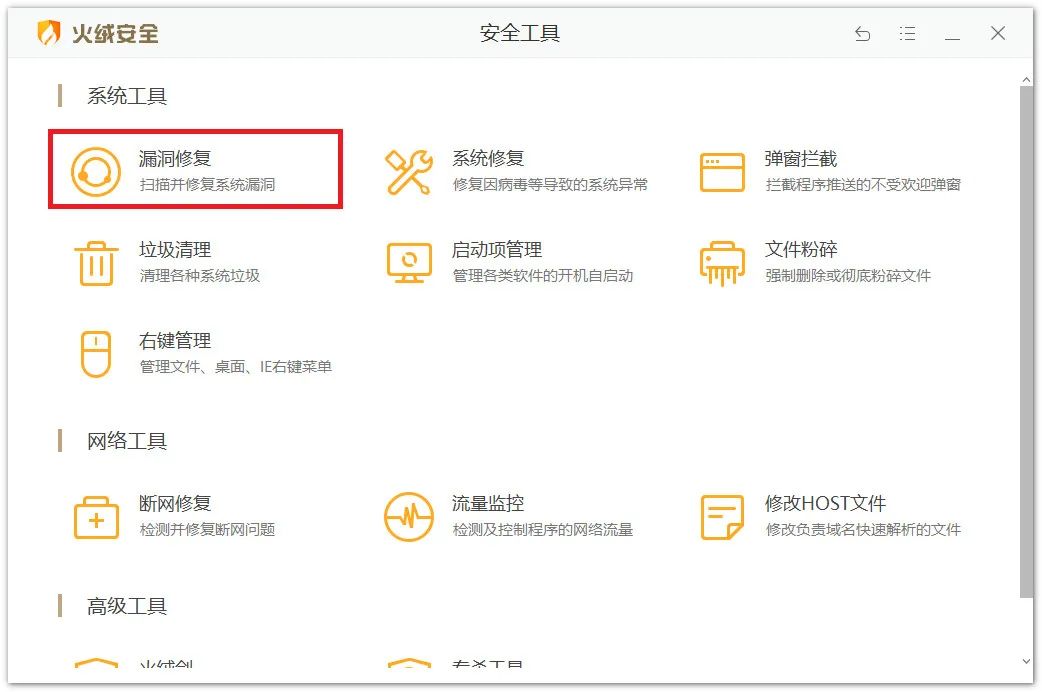 火绒安全
安全工具
系统工具
漏洞修复
扫描并修复系统漏洞
系统修复
修复因病毒等导致的系统异常
弹窗拦截
拦截程序推送的不受欢迎弹窗
垃圾清理
清理各种系统垃圾
启动项管理
管理各类软件的开机自启动
文件粉碎
强制删除或彻底粉碎文件
右键管理
管理文件、桌面、IE右键菜单
网络工具
断网修复
检测并修复断网问题
流量监控
检测及控制程序的网络流量
修改HOST文件
修改负责域名快速解析的文件
高级工具
火绒剑
专杀工具